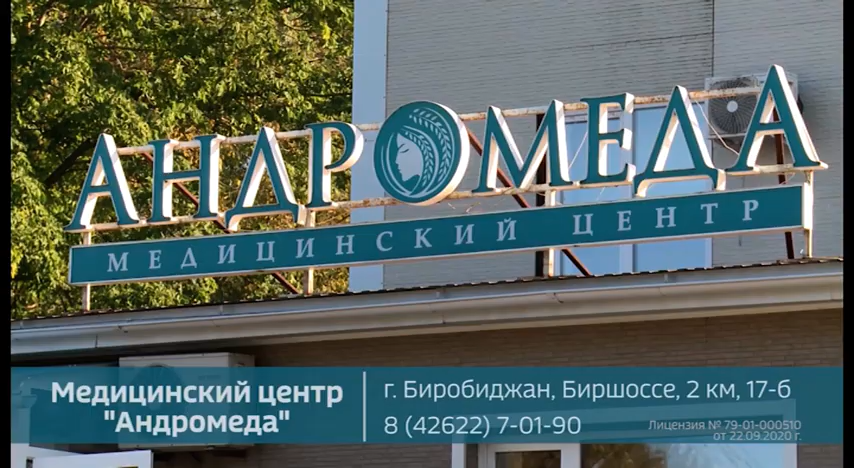 АНДРОМЕДА
МЕДИЦИНСКИЙ ЦЕНТР
Медицинский центр
"Андромеда"
г. Биробиджан, Биршоссе, 2 км, 17-б
8 (42622) 7-01-90
Лицензия № 79-01-000510
от 22.09.2020 г.